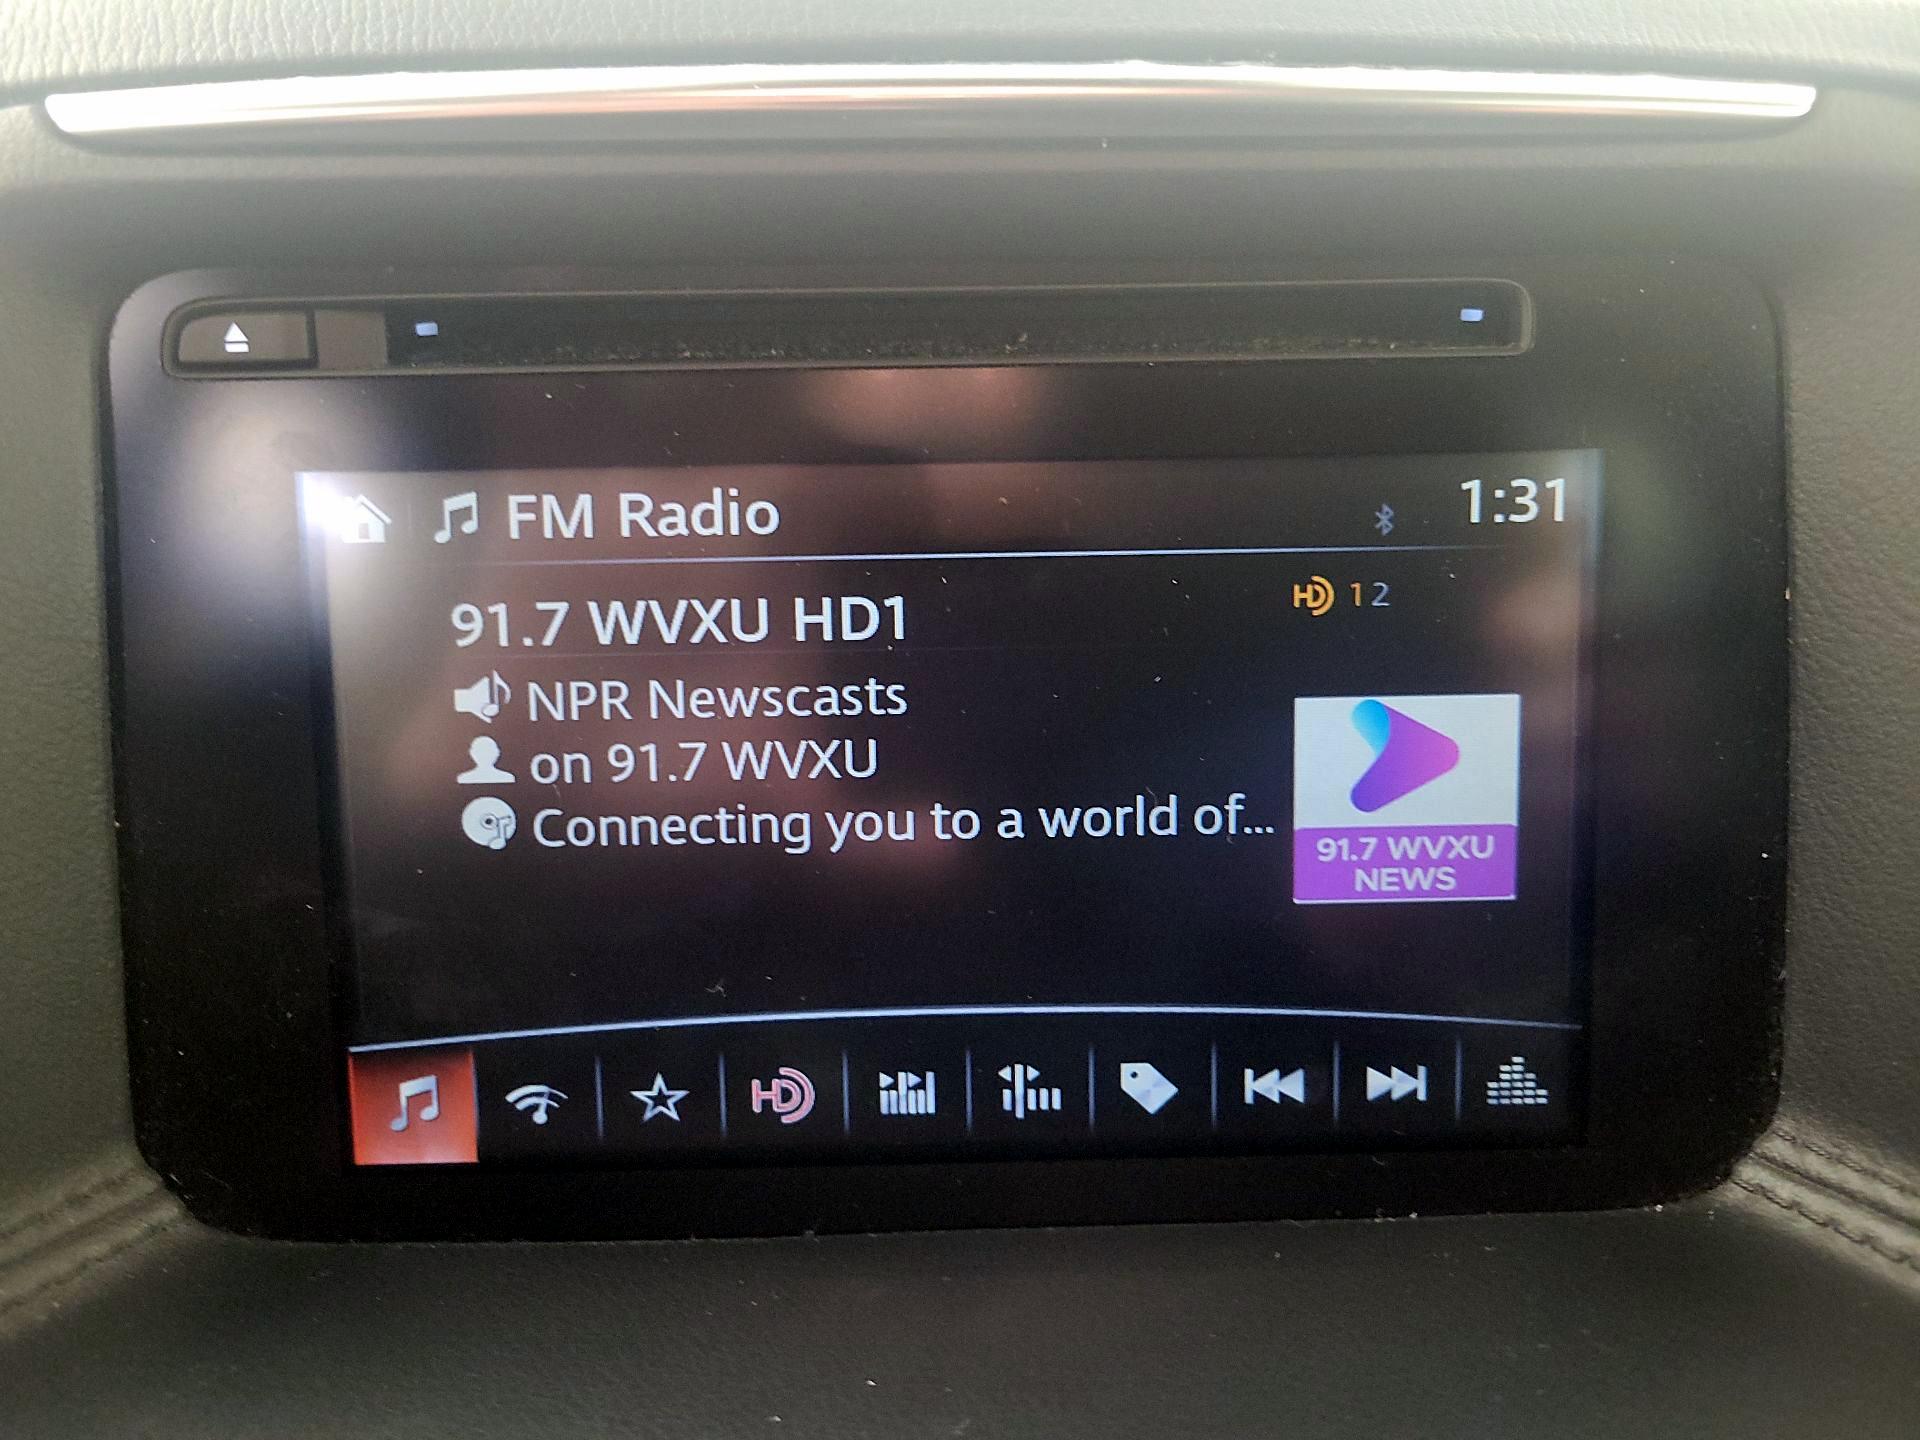 FM Radio
1:31
91.7 WVXU HD1
HD 1 2
NPR Newscasts
on 91.7 WVXU
Connecting you to a world of...
91.7 WVXU
NEWS
HD